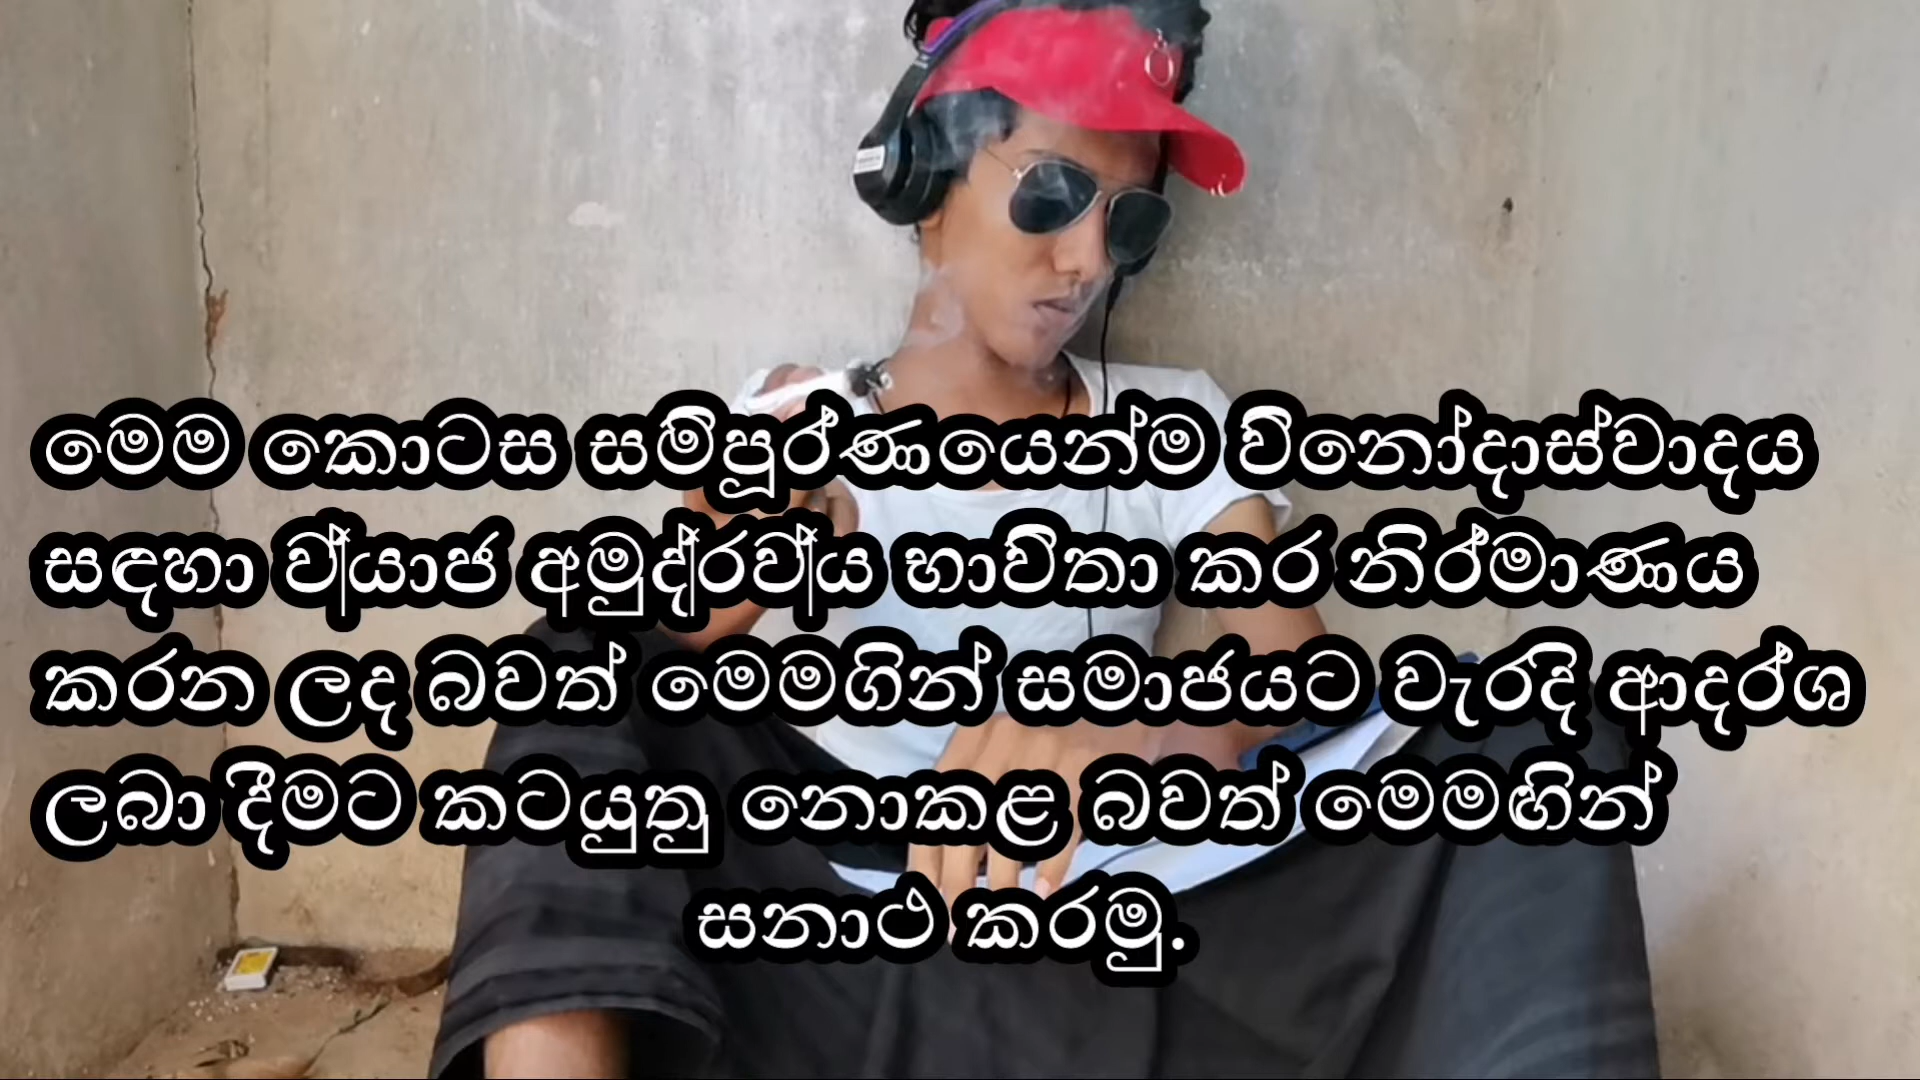 මෙම කොටස සම්පූර්ණයෙන්ම විනෝදාස්වාදය
සඳහා ව්‍යාජ අමුද්‍රව්‍ය භාවිතා කර නිර්මාණය
කරන ලද බවත් මෙමගින් සමාජයට වැරදි ආදර්ශ
ලබා දීමට කටයුතු නොකළ බවත් මෙමඟින්
සනාථ කරමු.